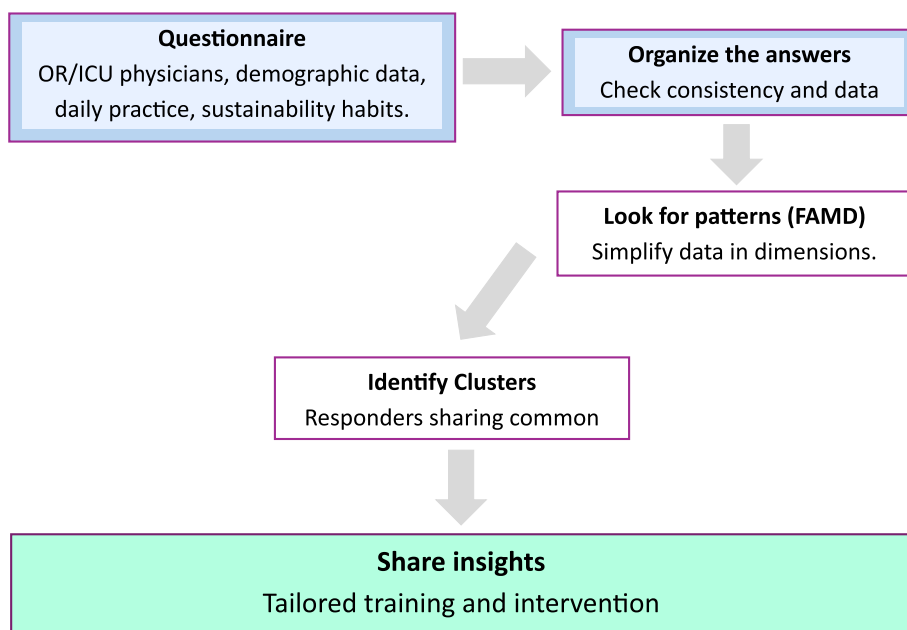 Questionnaire
OR/ICU physicians, demographic data,
daily practice, sustainability habits.
Organize the answers
Check consistency and data
Look for patterns (FAMD)
Simplify data in dimensions.
Identify Clusters
Responders sharing common
Share insights
Tailored training and intervention